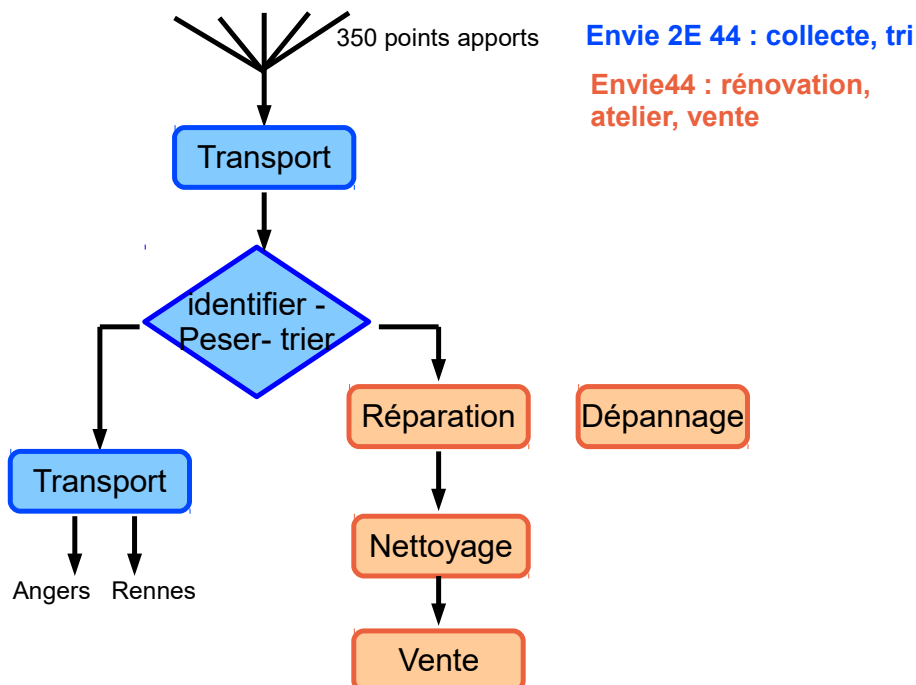 350 points apports
Envie 2E 44 : collecte, tri
Envie44 : rénovation,
atelier, vente
Transport
identifier -
Peser- trier
Réparation
Dépannage
Transport
Nettoyage
Angers
Rennes
Vente